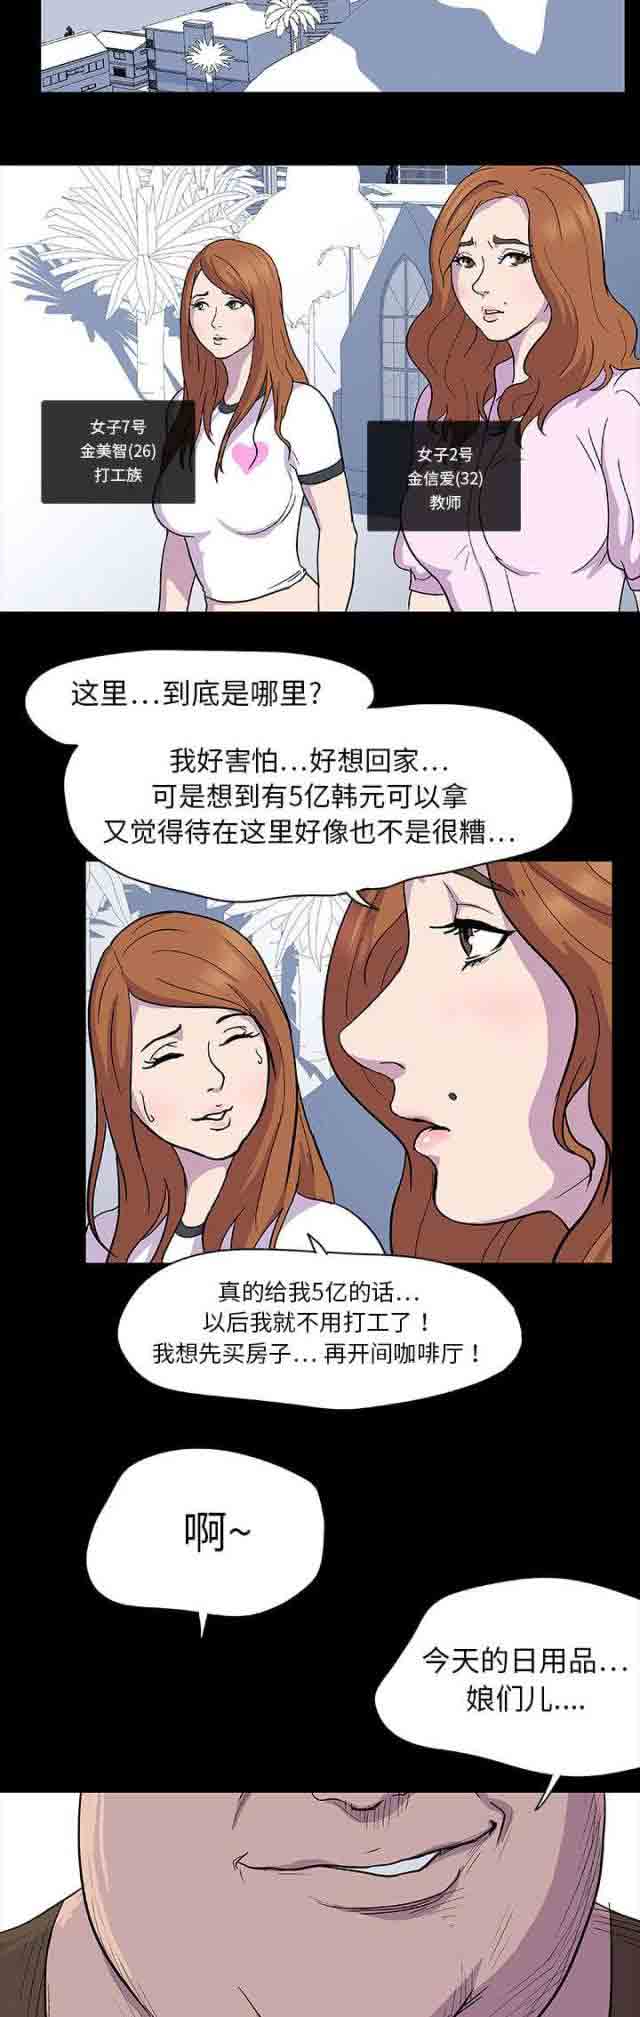 女子7号
金美智(26)
打工族
女子2号
金信爱(32)
教师
这里...到底是哪里?
我好害怕...好想回家...
可是想到有5亿韩元可以拿
又觉得待在这里好像也不是很糟...
真的给我5亿的话...
以后我就不用打工了！
我想先买房子...再开间咖啡厅！
啊~
今天的日用品...
娘们儿....